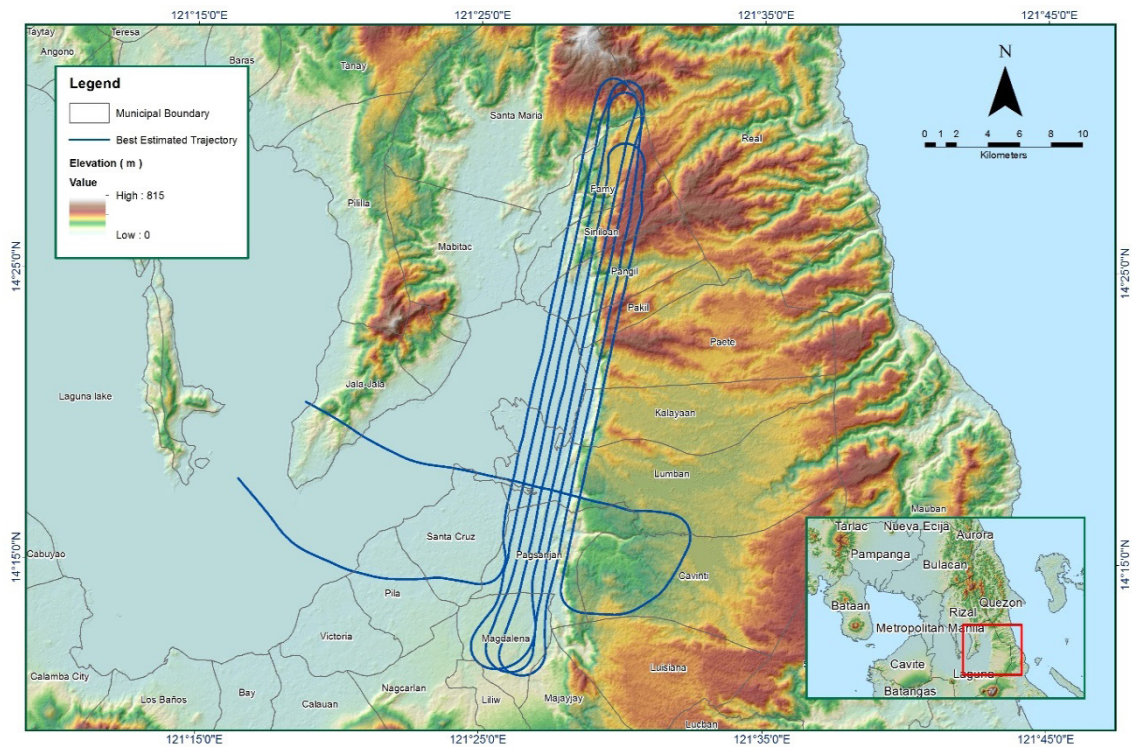 121°15'0"E
121°25'0"E
121°35'0"E
121°45'0"E
Taytay
Teresa
Angono
Baras
Tanay
Legend
Municipal Boundary
Best Estimated Trajectory
Elevation ( m )
Value
High : 815
Low : 0
N
0 1 2 4 6 8 10
Kilometers
Santa Maria
Real
Famy
Pililla
Siniloan
Mabitac
Pangil
14°25'0"N
14°25'0"N
Pakil
Paete
Jala-Jala
Laguna lake
Kalayaan
Lumban
Mauban
Santa Cruz
Cabuyao
Pagsanjan
14°15'0"N
14°15'0"N
Cavinti
Pila
Victoria
Magdalena
Luisiana
Calamba City
Nagcarlan
Los Baños
Bay
Calauan
Liliw
Majayjay
Lucban
Tarlac
Nueva Ecija
Aurora
Pampanga
Bulacan
Bataan
Rizal
Quezon
Metropolitan Manila
Cavite
Laguna
Batangas
121°15'0"E
121°25'0"E
121°35'0"E
121°45'0"E